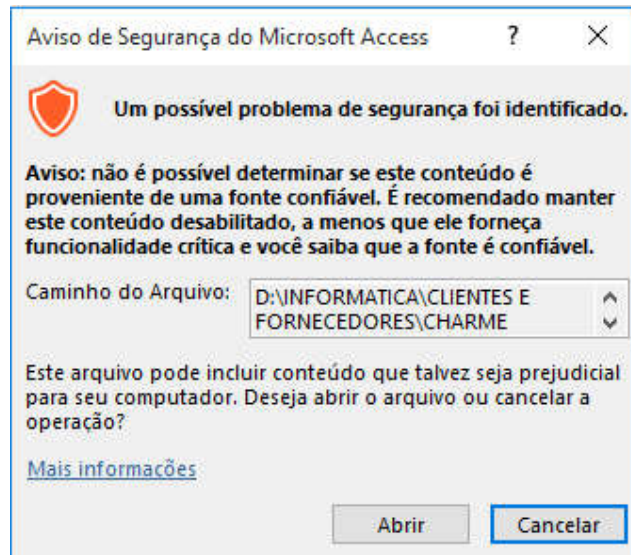 Aviso de Segurança do Microsoft Access ?
Um possível problema de segurança foi identificado.
Aviso: não é possível determinar se este conteúdo é
proveniente de uma fonte confiável. É recomendado manter
este conteúdo desabilitado, a menos que ele forneça
funcionalidade crítica e você saiba que a fonte é confiável.
Caminho do Arquivo: D:\INFORMATICA\CLIENTES E
FORNECEDORES\CHARME
Este arquivo pode incluir conteúdo que talvez seja prejudicial
para seu computador. Deseja abrir o arquivo ou cancelar a
operação?
Mais informações
Abrir Cancelar